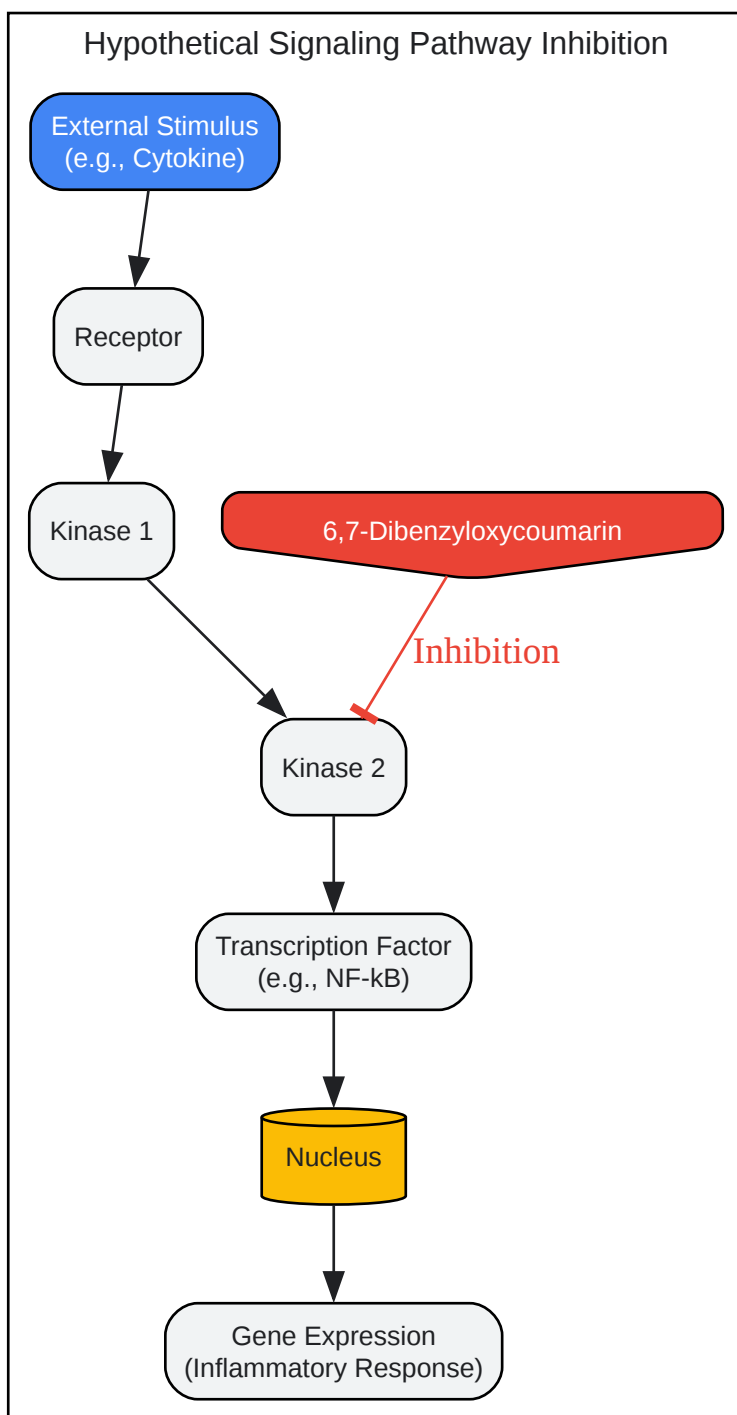 Hypothetical Signaling Pathway Inhibition
External Stimulus
(e.g., Cytokine)
Receptor
Kinase 1
6,7-Dibenzyloxycoumarin
Inhibition
Kinase 2
Transcription Factor
(e.g., NF-kB)
Nucleus
Gene Expression
(Inflammatory Response)